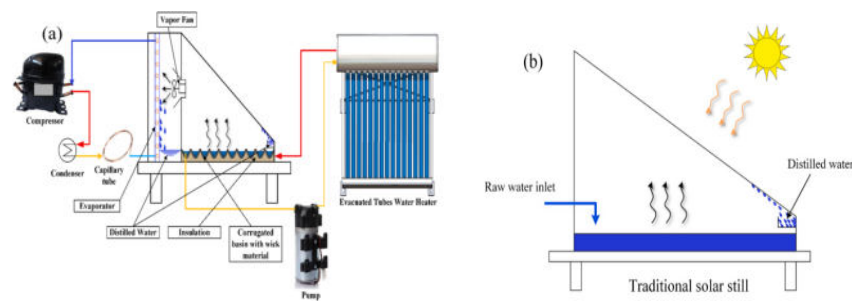 (a)
Vapor Fan
Compresor
Condenser
Capillary
tube
Evaporator
Distilled Water
Insulation
Corrugated
basin with wick
material
Pump
Evacuated Tubes Water Heater
(b)
Raw water inlet
Distilled water
Traditional solar still